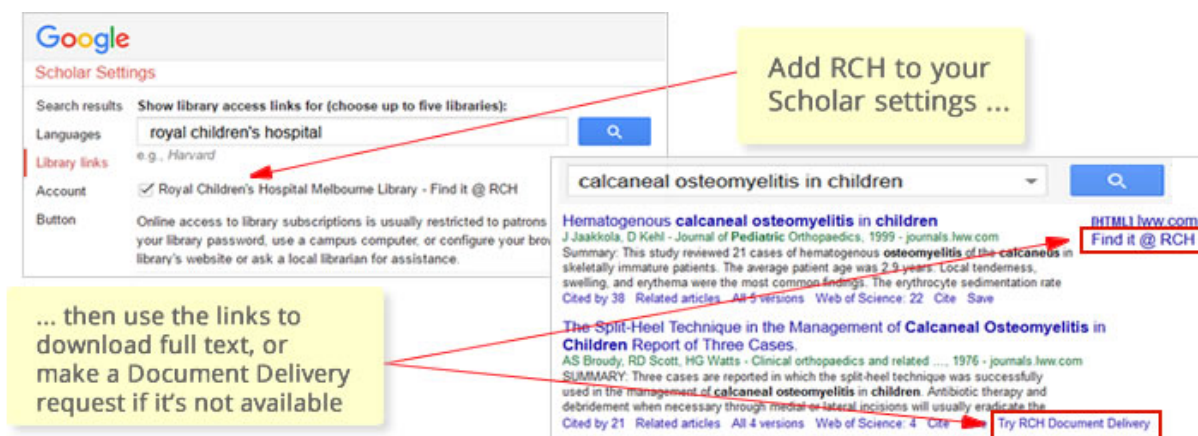 Google
Scholar Settings
Search results
Languages
Library links
Account
Button
Show library access links for (choose up to five libraries):
royal children's hospital
e.g., Harvard
Royal Children's Hospital Melbourne Library - Find it @ RCH
Online access to library subscriptions is usually restricted to patrons
your library password, use a campus computer, or configure your brow
library's website or ask a local librarian for assistance.
Add RCH to your
Scholar settings ...
... then use the links to
download full text, or
make a Document Delivery
request if it's not available
calcaneal osteomyelitis in children
Hematogenous calcaneal osteomyelitis in children
J Jaakkola, D Kehl - Journal of Pediatric Orthopaedics, 1999 - journals.lww.com
Summary: This study reviewed 21 cases of hematogenous osteomyelitis of the calcaneus in
skeletally immature patients. The average patient age was 2.9 years. Local tenderness,
swelling, and erythema were the most common findings. The erythrocyte sedimentation rate
Cited by 38 Related articles All 5 versions Web of Science: 22 Cite Save
[HTML] lww.com
Find it @ RCH
The Split-Heel Technique in the Management of Calcaneal Osteomyelitis in
Children Report of Three Cases.
AS Broudy, RD Scott, HG Watts - Clinical orthopaedics and related ..., 1976 - journals.lww.com
SUMMARY: Three cases are reported in which the split-heel technique was successfully
used in the management of calcaneal osteomyelitis in children. Antibiotic therapy and
debridement when necessary through medial or lateral incisions will usually eradicate the
Cited by 21 Related articles All 4 versions Web of Science: 4 Cite Try RCH Document Delivery